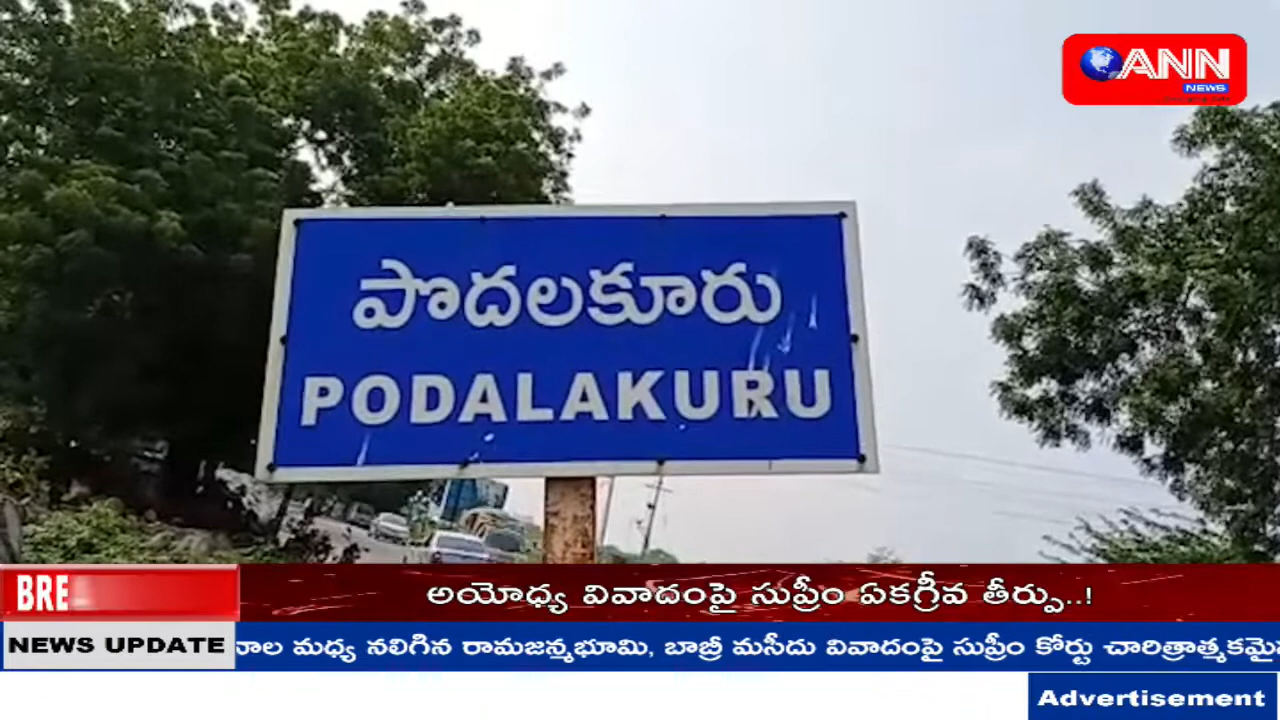 ANN
NEWS
పొదలకూరు
PODALAKURU
BRE
అయోధ్య వివాదంపై సుప్రీం ఏకగ్రీవ తీర్పు..!
NEWS UPDATE
నాల మధ్య నలిగిన రామజన్మభూమి, బాబ్రీ మసీదు వివాదంపై సుప్రీం కోర్టు చారిత్రాత్మకమై
Advertisement